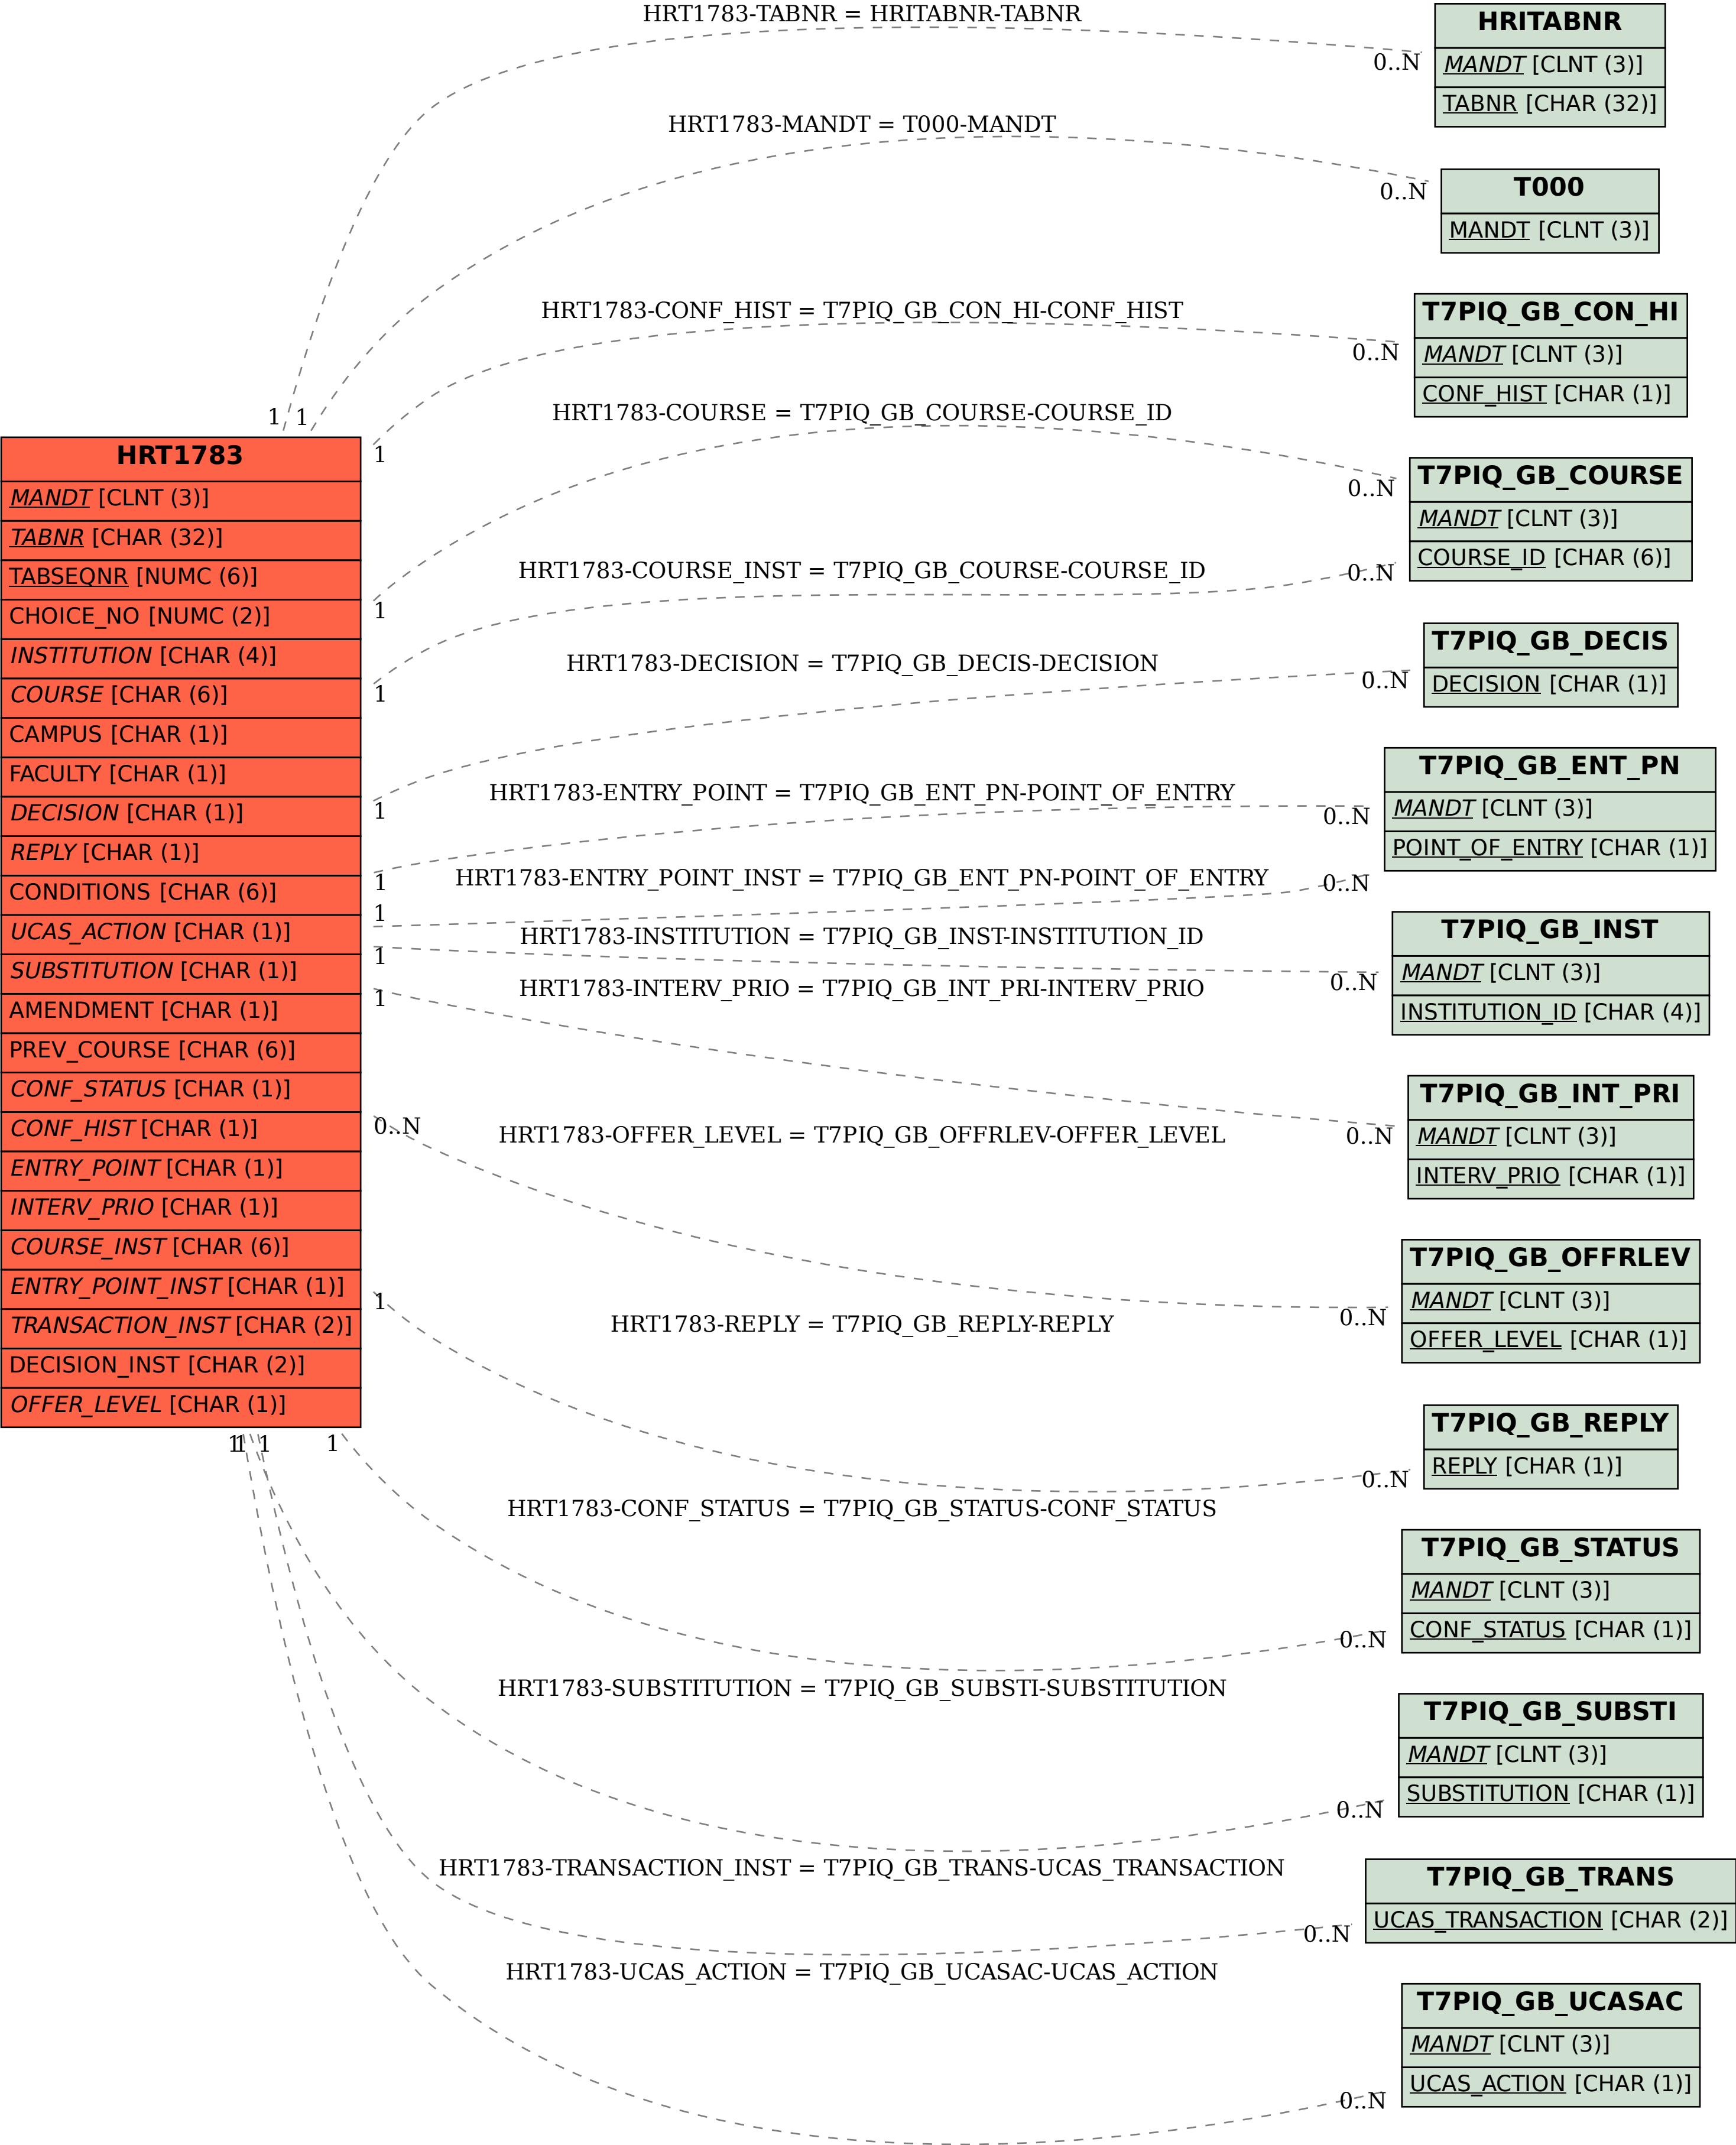 HRT1783
MANDT [CLNT (3)]
TABNR [CHAR (32)]
TABSEQNR [NUMC (6)]
CHOICE_NO [NUMC (2)]
INSTITUTION [CHAR (4)]
COURSE [CHAR (6)]
CAMPUS [CHAR (1)]
FACULTY [CHAR (1)]
DECISION [CHAR (1)]
REPLY [CHAR (1)]
CONDITIONS [CHAR (6)]
UCAS_ACTION [CHAR (1)]
SUBSTITUTION [CHAR (1)]
AMENDMENT [CHAR (1)]
PREV_COURSE [CHAR (6)]
CONF_STATUS [CHAR (1)]
CONF_HIST [CHAR (1)]
ENTRY_POINT [CHAR (1)]
INTERV_PRIO [CHAR (1)]
COURSE_INST [CHAR (6)]
ENTRY_POINT_INST [CHAR (1)]
TRANSACTION_INST [CHAR (2)]
DECISION_INST [CHAR (2)]
OFFER_LEVEL [CHAR (1)]
HRT1783-TABNR = HRITABNR-TABNR
1
0..N
HRT1783-MANDT = T000-MANDT
1
0..N
HRT1783-CONF_HIST = T7PIQ_GB_CON_HI-CONF_HIST
1
0..N
HRT1783-COURSE = T7PIQ_GB_COURSE-COURSE_ID
1
0..N
HRT1783-COURSE_INST = T7PIQ_GB_COURSE-COURSE_ID
1
0..N
HRT1783-DECISION = T7PIQ_GB_DECIS-DECISION
1
0..N
HRT1783-ENTRY_POINT = T7PIQ_GB_ENT_PN-POINT_OF_ENTRY
1
0..N
HRT1783-ENTRY_POINT_INST = T7PIQ_GB_ENT_PN-POINT_OF_ENTRY
1
0..N
HRT1783-INSTITUTION = T7PIQ_GB_INST-INSTITUTION_ID
1
0..N
HRT1783-INTERV_PRIO = T7PIQ_GB_INT_PRI-INTERV_PRIO
1
0..N
HRT1783-OFFER_LEVEL = T7PIQ_GB_OFFRLEV-OFFER_LEVEL
0..N
0..N
HRT1783-REPLY = T7PIQ_GB_REPLY-REPLY
1
0..N
HRT1783-CONF_STATUS = T7PIQ_GB_STATUS-CONF_STATUS
1
0..N
HRT1783-SUBSTITUTION = T7PIQ_GB_SUBSTI-SUBSTITUTION
1
0..N
HRT1783-TRANSACTION_INST = T7PIQ_GB_TRANS-UCAS_TRANSACTION
1
0..N
HRT1783-UCAS_ACTION = T7PIQ_GB_UCASAC-UCAS_ACTION
1
0..N
HRITABNR
MANDT [CLNT (3)]
TABNR [CHAR (32)]
T000
MANDT [CLNT (3)]
T7PIQ_GB_CON_HI
MANDT [CLNT (3)]
CONF_HIST [CHAR (1)]
T7PIQ_GB_COURSE
MANDT [CLNT (3)]
COURSE_ID [CHAR (6)]
T7PIQ_GB_DECIS
DECISION [CHAR (1)]
T7PIQ_GB_ENT_PN
MANDT [CLNT (3)]
POINT_OF_ENTRY [CHAR (1)]
T7PIQ_GB_INST
MANDT [CLNT (3)]
INSTITUTION_ID [CHAR (4)]
T7PIQ_GB_INT_PRI
MANDT [CLNT (3)]
INTERV_PRIO [CHAR (1)]
T7PIQ_GB_OFFRLEV
MANDT [CLNT (3)]
OFFER_LEVEL [CHAR (1)]
T7PIQ_GB_REPLY
REPLY [CHAR (1)]
T7PIQ_GB_STATUS
MANDT [CLNT (3)]
CONF_STATUS [CHAR (1)]
T7PIQ_GB_SUBSTI
MANDT [CLNT (3)]
SUBSTITUTION [CHAR (1)]
T7PIQ_GB_TRANS
UCAS_TRANSACTION [CHAR (2)]
T7PIQ_GB_UCASAC
MANDT [CLNT (3)]
UCAS_ACTION [CHAR (1)]